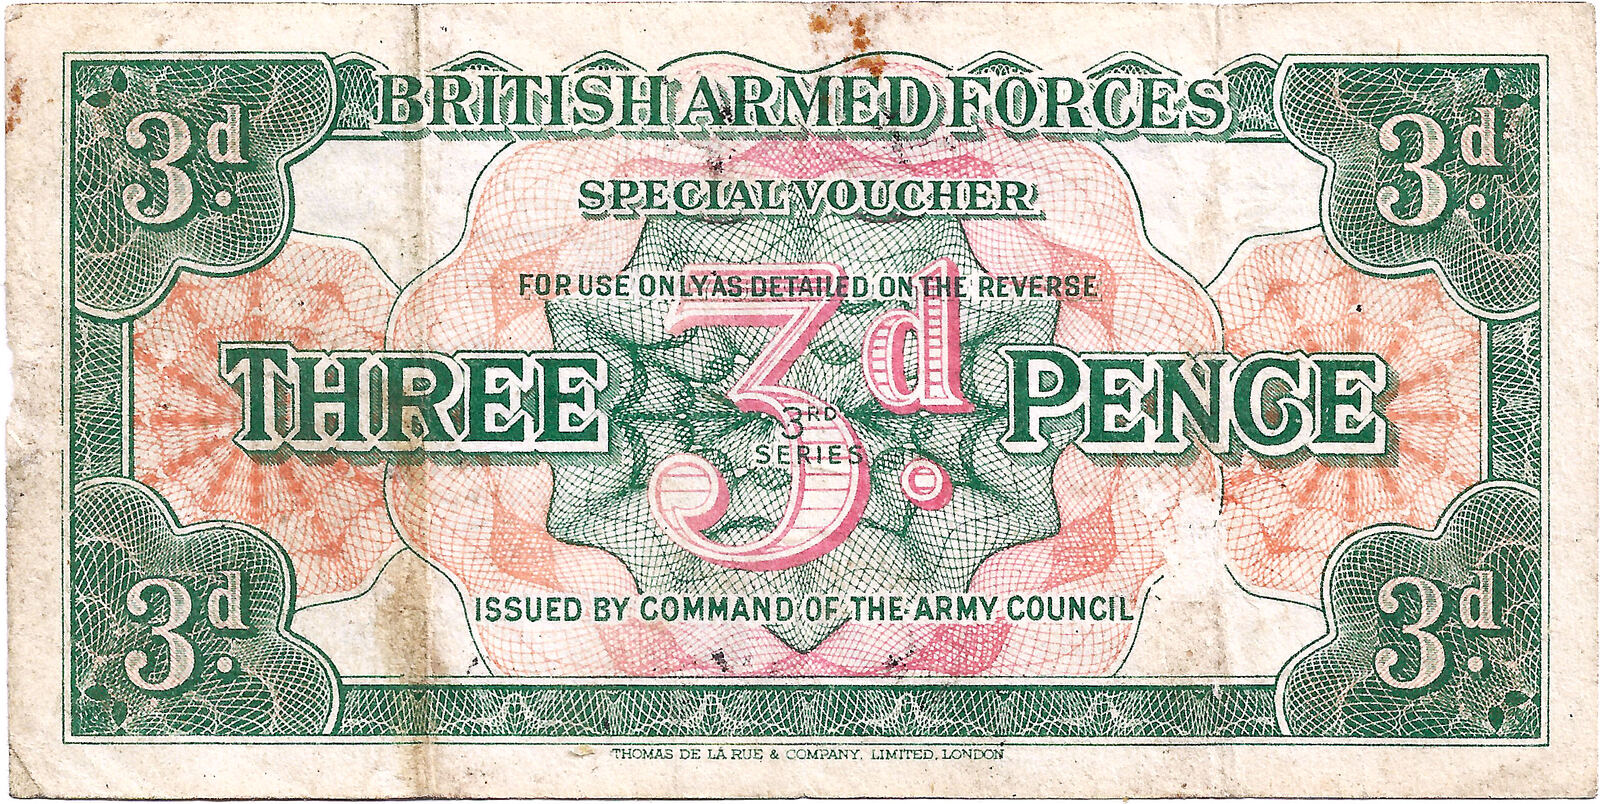 BRITISH ARMED FORCES
3d. 3d.
SPECIAL VOUCHER
FOR USE ONLY AS DETAILED ON THE REVERSE
THREE 3d. PENCE
3RD
SERIES
ISSUED BY COMMAND OF THE ARMY COUNCIL
3d. 3d.
THOMAS DE LA RUE & COMPANY, LIMITED, LONDON